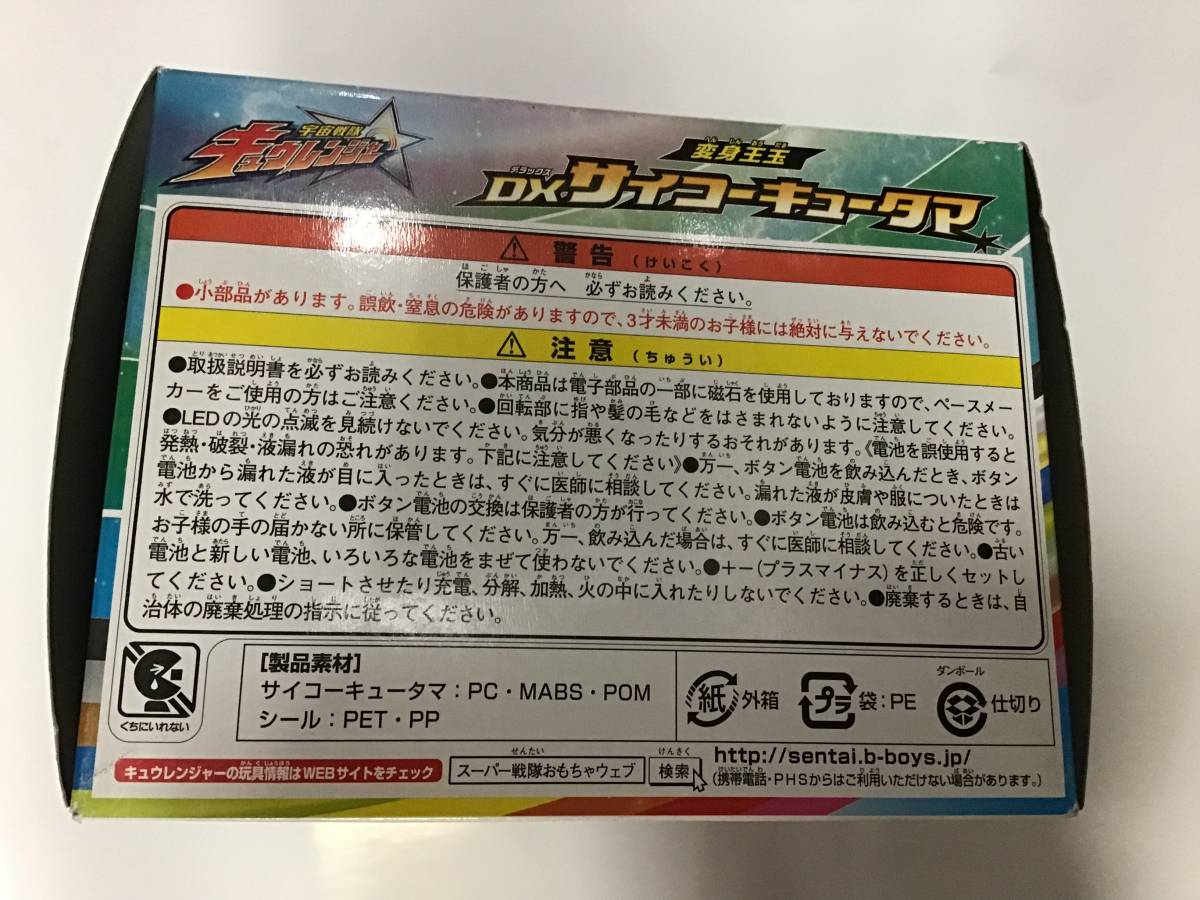 宇宙戦隊
キュウレンジャー
変身王玉
へんしんおうだま
デラックス
DXサイコーキュータマ
⚠ 警告 (けいこく)
保護者の方へ 必ずお読みください。
●小部品があります。誤飲・窒息の危険がありますので、3才未満のお子様には絶対に与えないでください。
⚠ 注意 (ちゅうい)
●取扱説明書を必ずお読みください。●本商品は電子部品の一部に磁石を使用しておりますので、ペースメー
カーをご使用の方はご注意ください。●回転部に指や髪の毛などをはさまれないように注意してください。
●LEDの光の点滅を見続けないでください。気分が悪くなったりするおそれがあります。《電池を誤使用すると
発熱・破裂・液漏れの恐れがあります。下記に注意してください》●万一、ボタン電池を飲み込んだとき、ボタン
電池から漏れた液が目に入ったときは、すぐに医師に相談してください。漏れた液が皮膚や服についたときは
水で洗ってください。●ボタン電池の交換は保護者の方が行ってください。●ボタン電池は飲み込むと危険です。
お子様の手の届かない所に保管してください。万一、飲み込んだ場合は、すぐに医師に相談してください。●古い
電池と新しい電池、いろいろな電池をまぜて使わないでください。●+−(プラスマイナス)を正しくセットし
てください。●ショートさせたり充電、分解、加熱、火の中に入れたりしないでください。●廃棄するときは、自
治体の廃棄処理の指示に従ってください。
くちにいれない
[製品素材]
サイコーキュータマ:PC・MABS・POM
シール:PET・PP
紙 外箱
プラ 袋:PE
ダンボール
仕切り
キュウレンジャーの玩具情報はWEBサイトをチェック
せんたい
スーパー戦隊おもちゃウェブ
けんさく
検索
http://sentai.b-boys.jp/
(携帯電話・PHSからはご利用いただけない場合があります。)